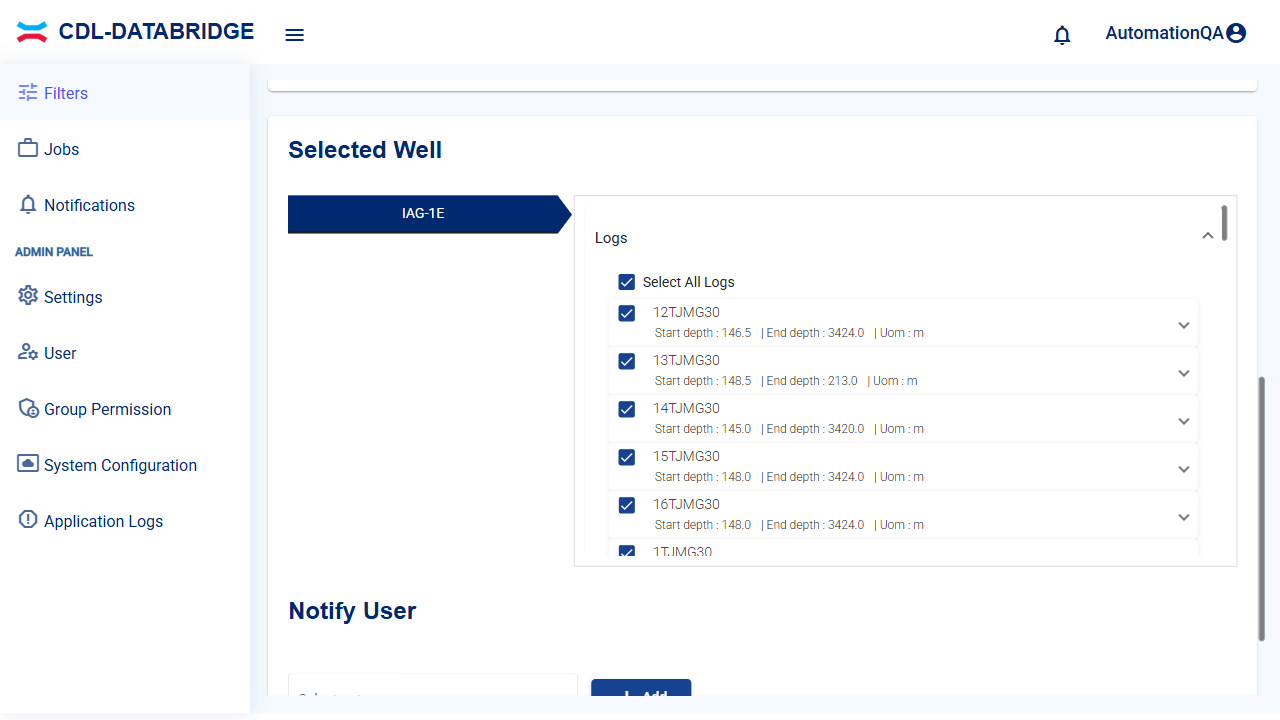 CDL-DATABRIDGE
AutomationQA
Filters
Jobs
Notifications
ADMIN PANEL
Settings
User
Group Permission
System Configuration
Application Logs
Selected Well
IAG-1E
Logs
Select All Logs
12TJMG30
Start depth : 146.5 | End depth : 3424.0 | Uom : m
13TJMG30
Start depth : 148.5 | End depth : 213.0 | Uom : m
14TJMG30
Start depth : 145.0 | End depth : 3420.0 | Uom : m
15TJMG30
Start depth : 148.0 | End depth : 3424.0 | Uom : m
16TJMG30
Start depth : 148.0 | End depth : 3424.0 | Uom : m
1TJMG30
Notify User
Add